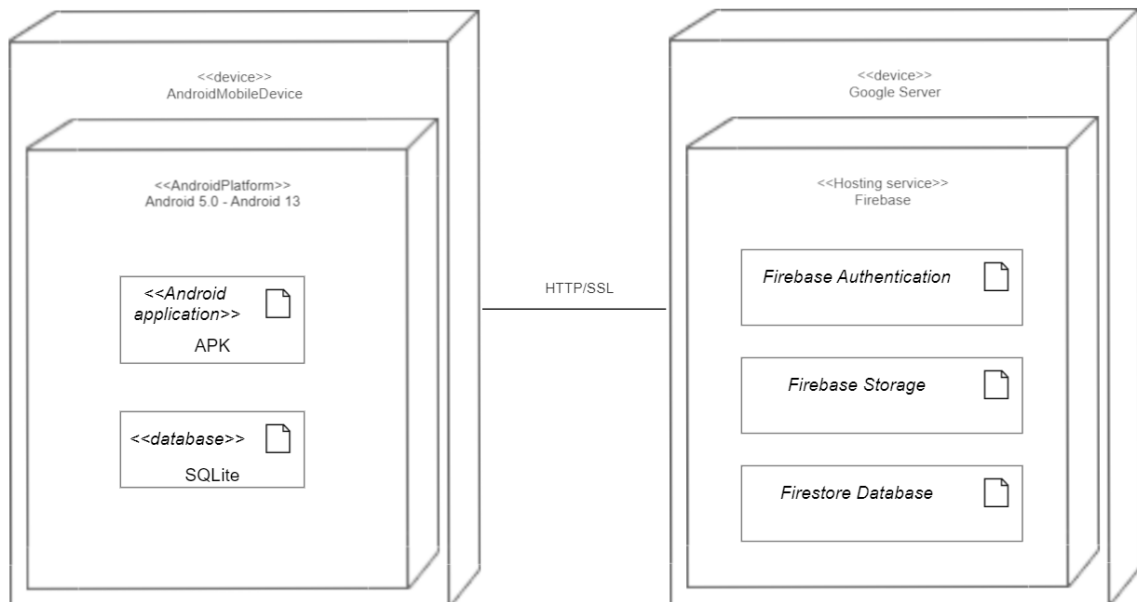 <<device>>
AndroidMobileDevice
<<AndroidPlatform>>
Android 5.0 - Android 13
<<Android
application>>
APK
<<database>>
SQLite
HTTP/SSL
<<device>>
Google Server
<<Hosting service>>
Firebase
Firebase Authentication
Firebase Storage
Firestore Database